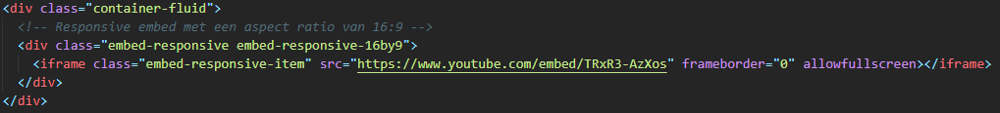 <div class="container-fluid">
<!-- Responsive embed met een aspect ratio van 16:9 -->
<div class="embed-responsive embed-responsive-16by9">
<iframe class="embed-responsive-item" src="https://www.youtube.com/embed/TRxR3-AzXos" frameborder="0" allowfullscreen></iframe>
</div>
</div>